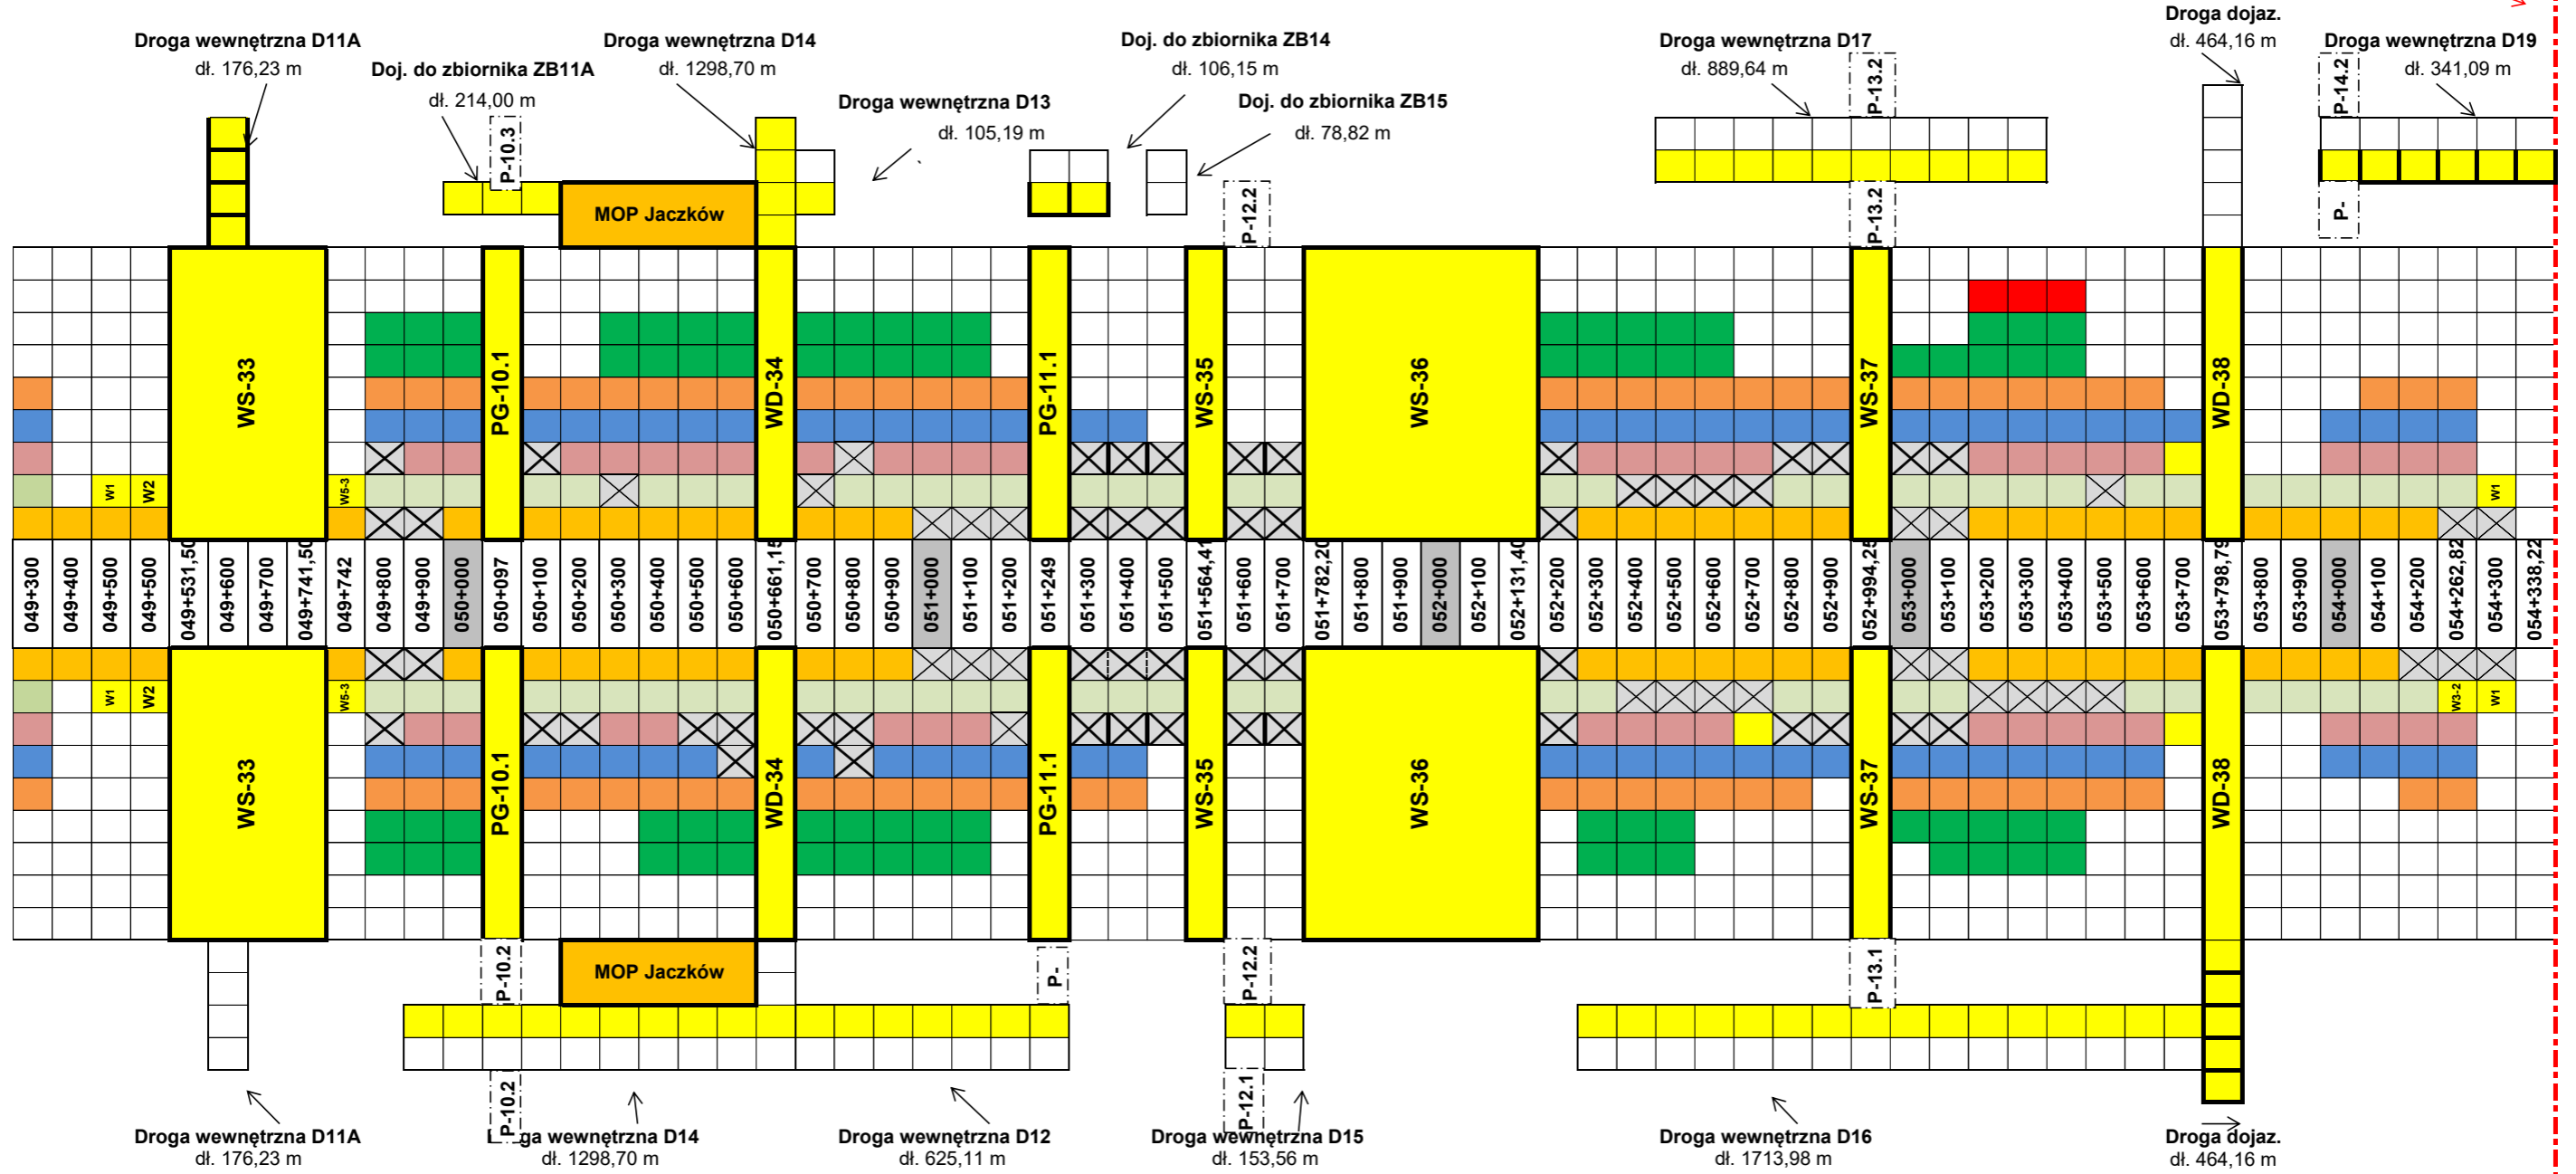 Droga dojaz.
dł. 464,16 m
Droga wewnętrzna D11A
dł. 176,23 m
Doj. do zbiornika ZB11A
dł. 214,00 m
Droga wewnętrzna D14
dł. 1298,70 m
Droga wewnętrzna D13
dł. 105,19 m
Doj. do zbiornika ZB14
dł. 106,15 m
Doj. do zbiornika ZB15
dł. 78,82 m
Droga wewnętrzna D17
dł. 889,64 m
Droga wewnętrzna D19
dł. 341,09 m
P-10.3
P-12.2
P-13.2
P-13.2
P-14.2
P-
MOP Jaczków
WS-33
PG-10.1
WD-34
PG-11.1
WS-35
WS-36
WS-37
WD-38
W1
W2
W5-3
W1
049+300
049+400
049+500
049+500
049+531,50
049+600
049+700
049+741,50
049+742
049+800
049+900
050+000
050+097
050+100
050+200
050+300
050+400
050+500
050+600
050+661,15
050+700
050+800
050+900
051+000
051+100
051+200
051+249
051+300
051+400
051+500
051+564,41
051+600
051+700
051+782,20
051+800
051+900
052+000
052+100
052+131,40
052+200
052+300
052+400
052+500
052+600
052+700
052+800
052+900
052+994,25
053+000
053+100
053+200
053+300
053+400
053+500
053+600
053+700
053+798,79
053+800
053+900
054+000
054+100
054+200
054+262,82
054+300
054+338,22
W1
W2
W5-3
W3-2
W1
WS-33
PG-10.1
WD-34
PG-11.1
WS-35
WS-36
WS-37
WD-38
P-10.2
MOP Jaczków
P-
P-12.2
P-13.1
P-10.2
P-12.1
Droga wewnętrzna D11A
dł. 176,23 m
ga wewnętrzna D14
dł. 1298,70 m
Droga wewnętrzna D12
dł. 625,11 m
Droga wewnętrzna D15
dł. 153,56 m
Droga wewnętrzna D16
dł. 1713,98 m
Droga dojaz.
dł. 464,16 m